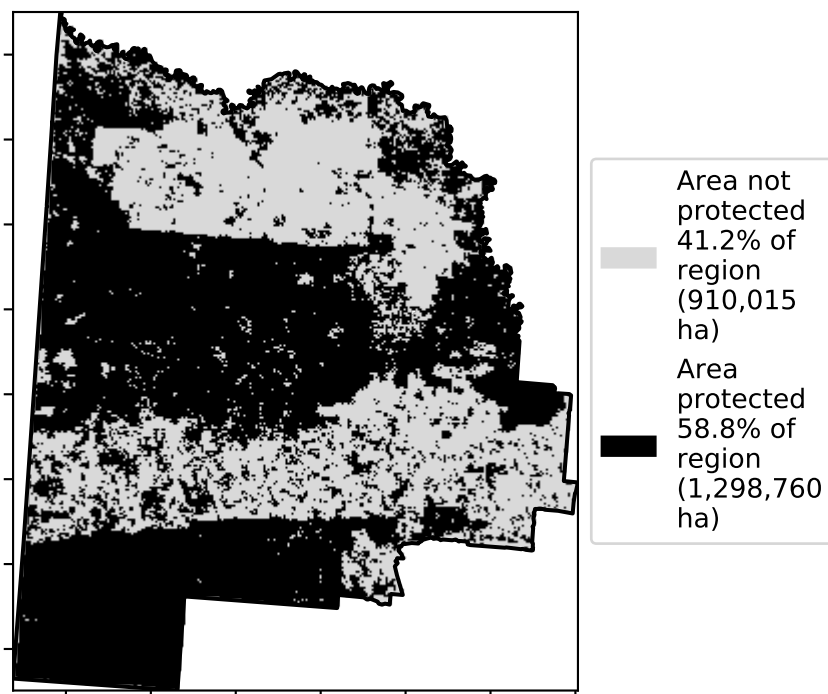 Area not
protected
41.2% of
region
(910,015
ha)
Area
protected
58.8% of
region
(1,298,760
ha)